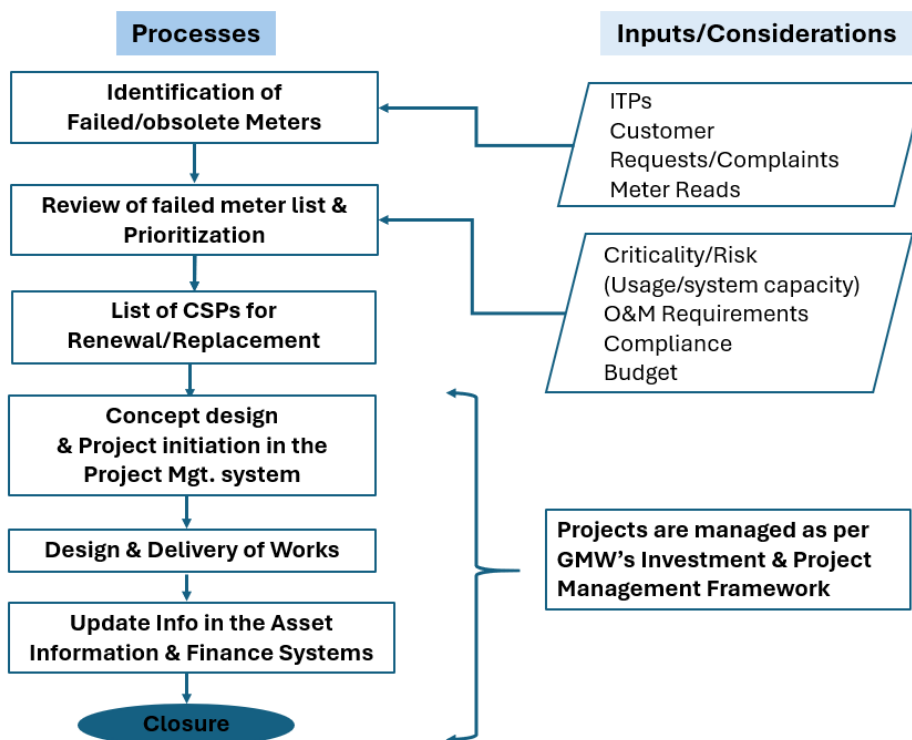 Processes
Inputs/Considerations
Identification of
Failed/obsolete Meters
ITPs
Customer
Requests/Complaints
Meter Reads
Review of failed meter list &
Prioritization
Criticality/Risk
(Usage/system capacity)
O&M Requirements
Compliance
Budget
List of CSPs for
Renewal/Replacement
Concept design
& Project initiation in the
Project Mgt. system
Projects are managed as per
GMW’s Investment & Project
Management Framework
Design & Delivery of Works
Update Info in the Asset
Information & Finance Systems
Closure